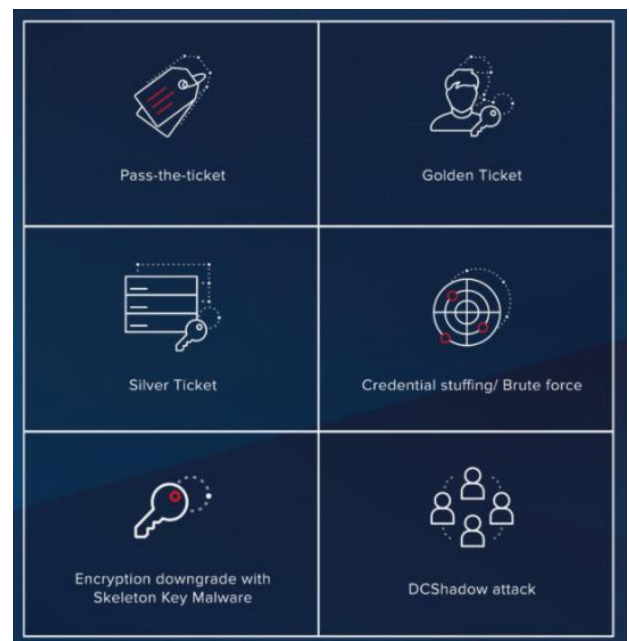 Pass-the-ticket
Golden Ticket
Silver Ticket
Credential stuffing/ Brute force
Encryption downgrade with
Skeleton Key Malware
DCShadow attack